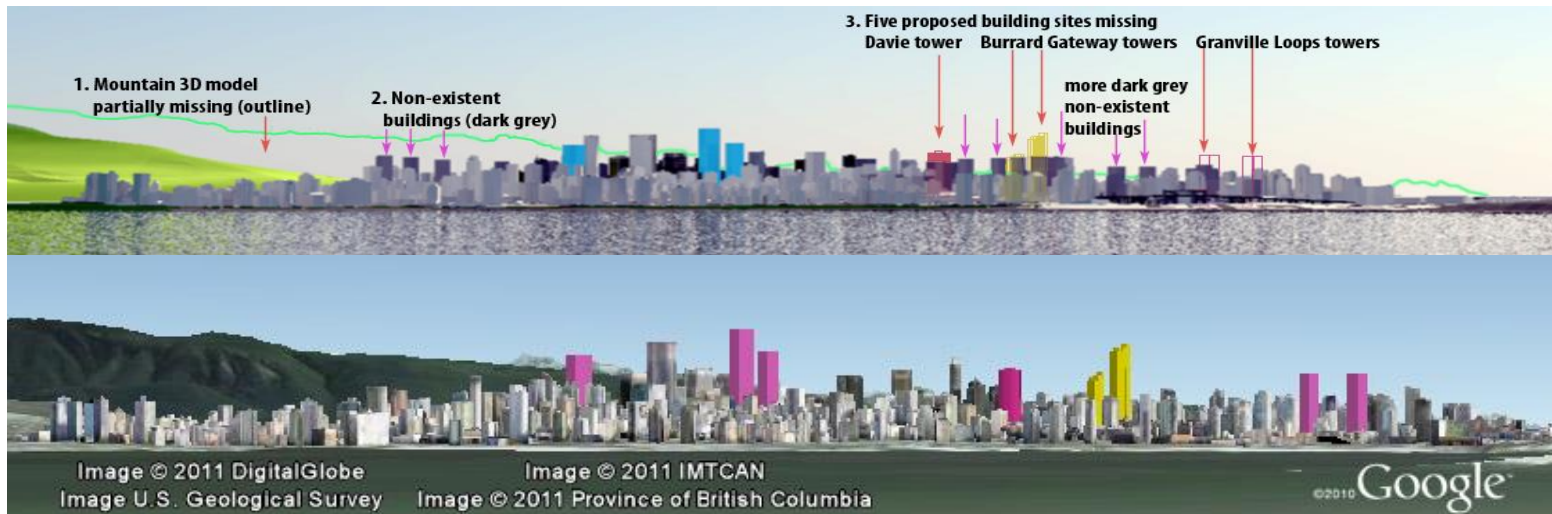 3. Five proposed building sites missing
Davie tower Burrard Gateway towers Granville Loops towers
1. Mountain 3D model
partially missing (outline)
2. Non-existent
buildings (dark grey)
more dark grey
non-existent
buildings
Image © 2011 DigitalGlobe
Image © 2011 IMTCAN
Image U.S. Geological Survey
Image © 2011 Province of British Columbia
©2010 Google